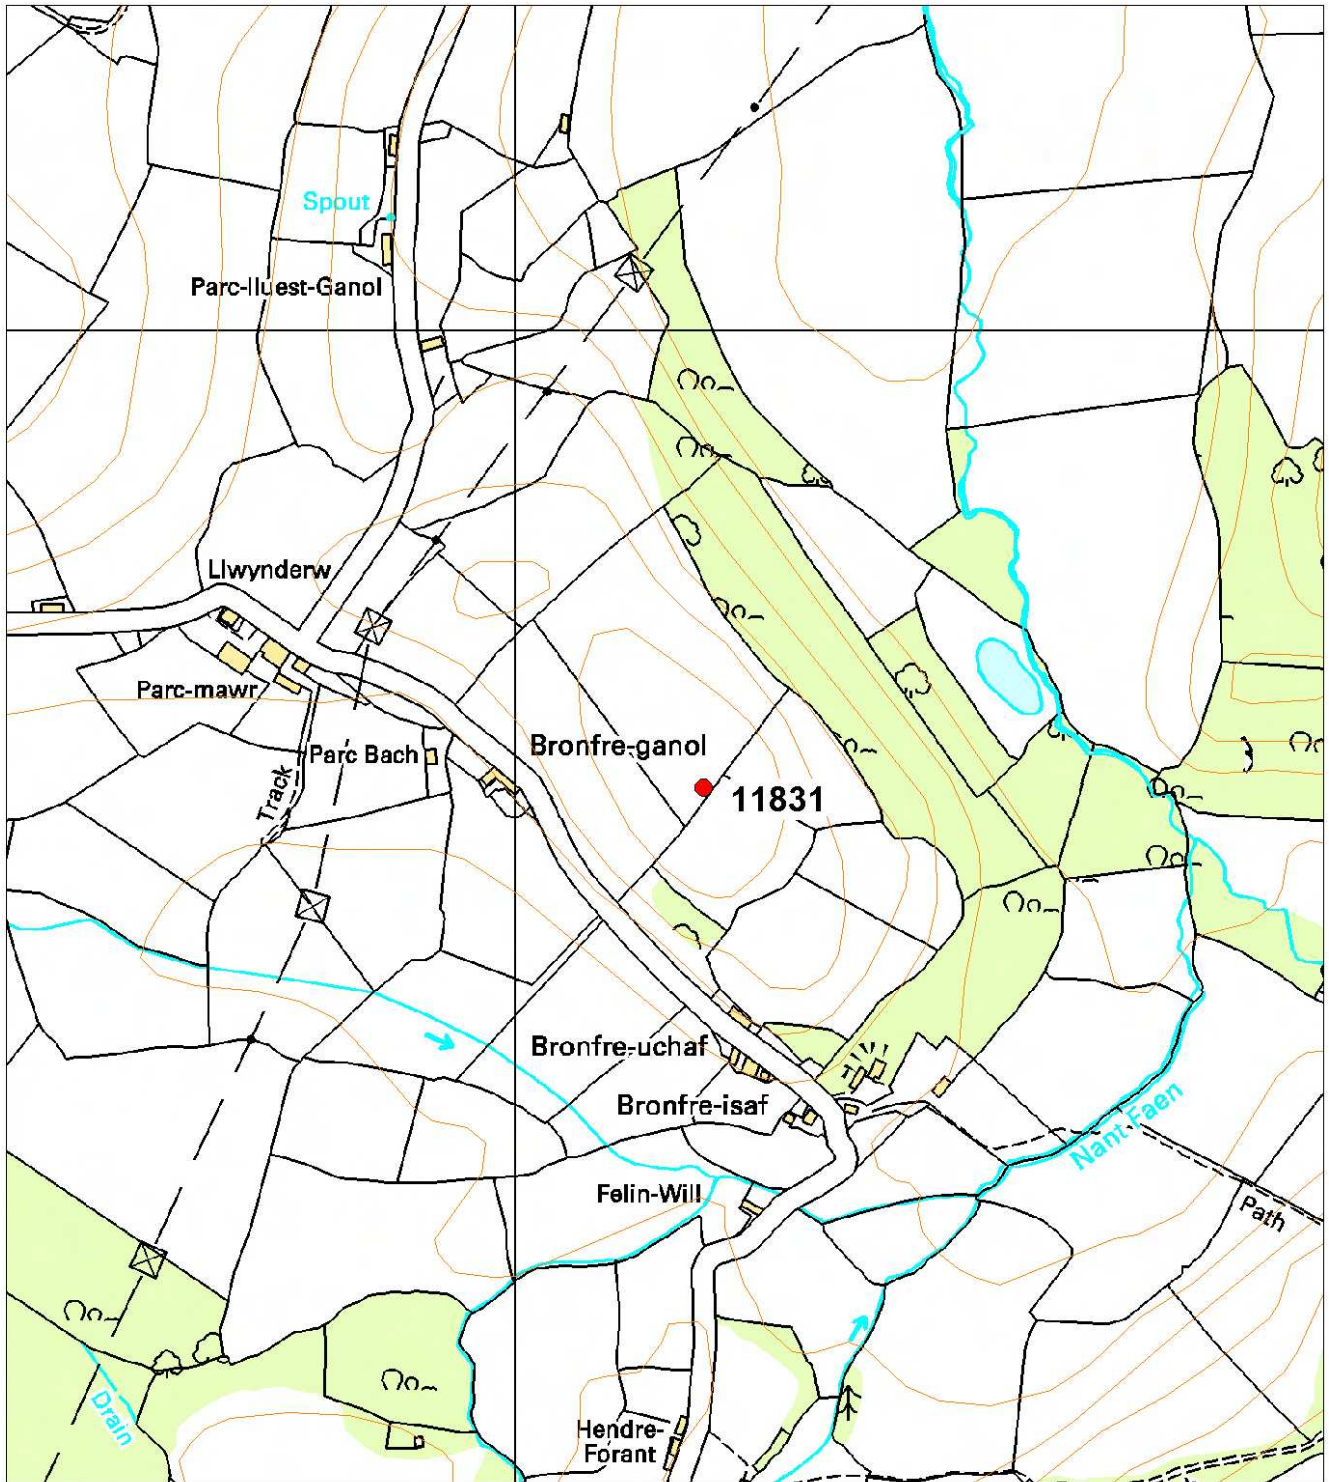 Spout
Parc-lluest-Ganol
Llwynderw
Parc-mawr
Parc Bach
Track
Bronfre-ganol
11831
Bronfre-uchaf
Bronfre-isaf
Nant Faen
Felin-Will
Path
Drain
Hendre-
Forant